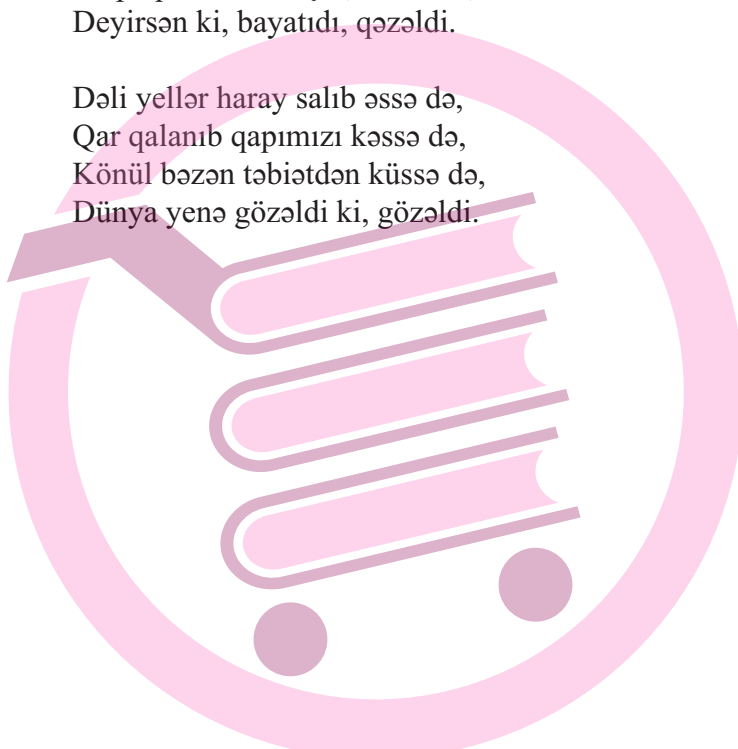 Deyirsən ki, bayatıdı, qəzəldi.
Dəli yellər haray salıb əssə də,
Qar qalanıb qapımızı kəssə də,
Könül bəzən təbiətdən küssə də,
Dünya yenə gözəldi ki, gözəldi.